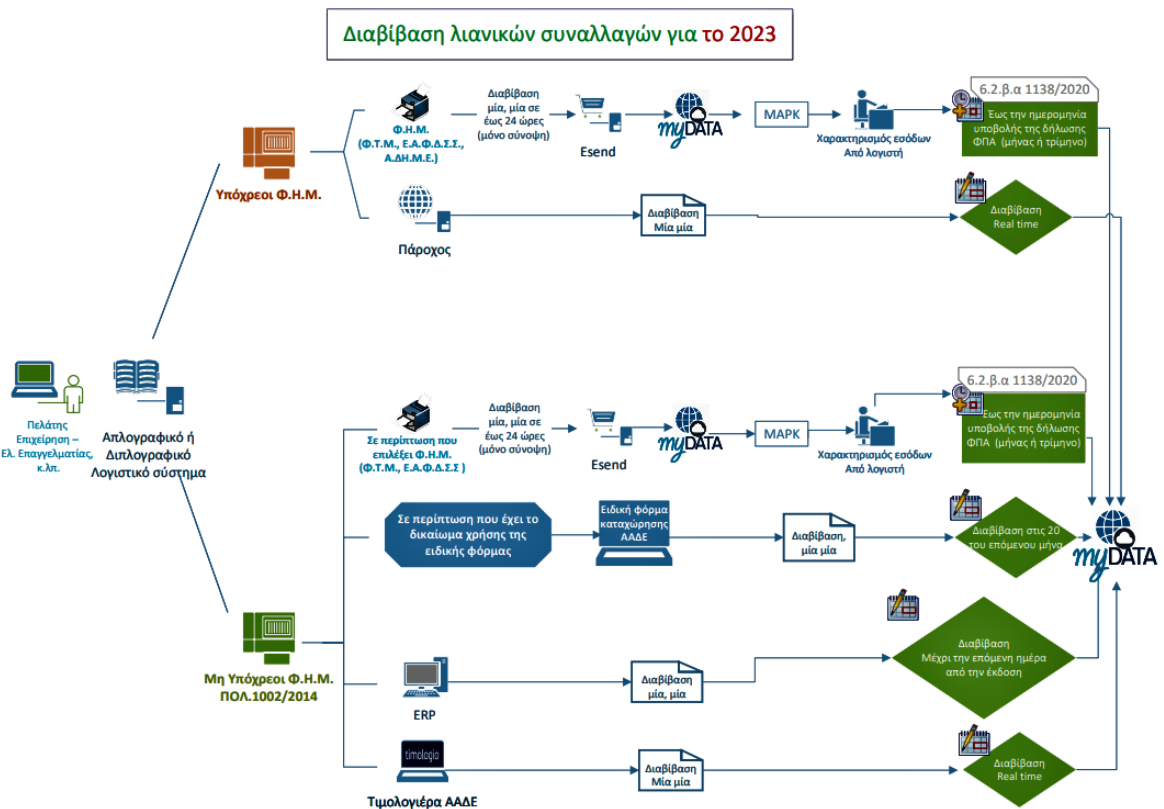 Διαβίβαση λιανικών συναλλαγών για το 2023
Φ.Η.Μ.
(Φ.Τ.Μ., Ε.Α.Φ.Δ.Σ.Σ.,
Α.ΔΗ.Μ.Ε.)
Διαβίβαση
μία, μία σε
έως 24 ώρες
(μόνο σύνοψη)
Esend
myDATA
ΜΑΡΚ
Χαρακτηρισμός εσόδων
Από λογιστή
6.2.β.α 1138/2020
Έως την ημερομηνία
υποβολής της δήλωσης
ΦΠΑ (μήνας ή τρίμηνο)
Υπόχρεοι Φ.Η.Μ.
Πάροχος
Διαβίβαση
Μία μία
Διαβίβαση
Real time
Πελάτης
Επιχείρηση –
Ελ. Επαγγελματίας,
κ.λπ.
Απλογραφικό ή
Διπλογραφικό
Λογιστικό σύστημα
Σε περίπτωση που
επιλέξει Φ.Η.Μ.
(Φ.Τ.Μ., Ε.Α.Φ.Δ.Σ.Σ )
Διαβίβαση
μία, μία, σε
έως 24 ώρες
(μόνο σύνοψη)
Esend
myDATA
ΜΑΡΚ
Χαρακτηρισμός εσόδων
Από λογιστή
6.2.β.α 1138/2020
Έως την ημερομηνία
υποβολής της δήλωσης
ΦΠΑ (μήνας ή τρίμηνο)
Σε περίπτωση που έχει το
δικαίωμα χρήσης της
ειδικής φόρμας
Ειδική φόρμα
καταχώρησης
ΑΑΔΕ
Διαβίβαση,
μία μία
Διαβίβαση στις 20
του επόμενου μήνα
myDATA
Μη Υπόχρεοι Φ.Η.Μ.
ΠΟΛ.1002/2014
ERP
Διαβίβαση
μία, μία
Διαβίβαση
Μέχρι την επόμενη ημέρα
από την έκδοση
timologio
Τιμολογιέρα ΑΑΔΕ
Διαβίβαση
Μία μία
Διαβίβαση
Real time